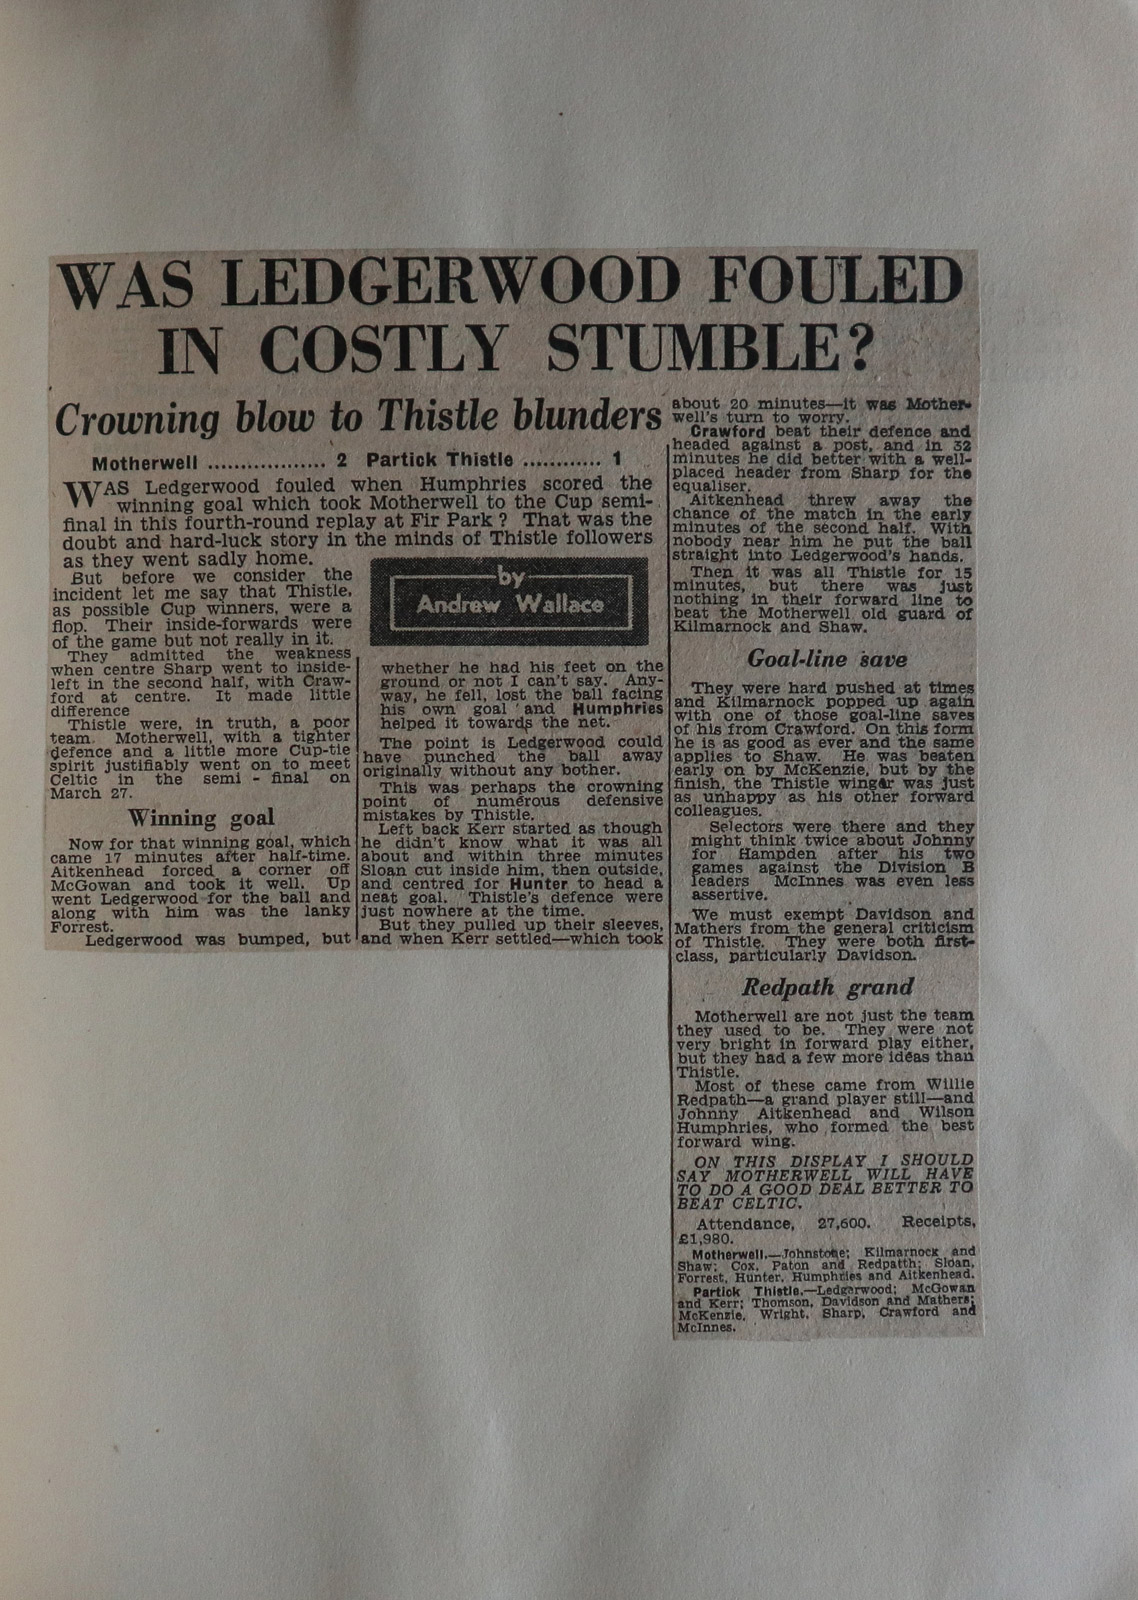 WAS LEDGERWOOD FOULED
IN COSTLY STUMBLE?
Crowning blow to Thistle blunders
Motherwell .................. 2 Partick Thistle ............ 1
WAS Ledgerwood fouled when Humphries scored the
winning goal which took Motherwell to the Cup semi-
final in this fourth-round replay at Fir Park? That was the
doubt and hard-luck story in the minds of Thistle followers
as they went sadly home.
But before we consider the
incident let me say that Thistle,
as possible Cup winners, were a
flop. Their inside-forwards were
of the game but not really in it.
They admitted the weakness
when centre Sharp went to inside-
left in the second half, with Craw-
ford at centre. It made little
difference
Thistle were, in truth, a poor
team. Motherwell, with a tighter
defence and a little more Cup-tie
spirit justifiably went on to meet
Celtic in the semi - final on
March 27.
Winning goal
Now for that winning goal, which
came 17 minutes after half-time.
Aitkenhead forced a corner off
McGowan and took it well. Up
went Ledgerwood for the ball and
along with him was the lanky
Forrest.
Ledgerwood was bumped, but
by
Andrew Wallace
whether he had his feet on the
ground or not I can't say. Any-
way, he fell, lost the ball facing
his own goal and Humphries
helped it towards the net.
The point is Ledgerwood could
have punched the ball away
originally without any bother.
This was perhaps the crowning
point of numerous defensive
mistakes by Thistle.
Left back Kerr started as though
he didn't know what it was all
about and within three minutes
Sloan cut inside him, then outside,
and centred for Hunter to head a
neat goal. Thistle's defence were
just nowhere at the time.
But they pulled up their sleeves,
and when Kerr settled—which took
about 20 minutes—it was Mother-
well's turn to worry.
Crawford beat their defence and
headed against a post, and in 32
minutes he did better with a well-
placed header from Sharp for the
equaliser.
Aitkenhead threw away the
chance of the match in the early
minutes of the second half. With
nobody near him he put the ball
straight into Ledgerwood's hands.
Then it was all Thistle for 15
minutes, but there was just
nothing in their forward line to
beat the Motherwell old guard of
Kilmarnock and Shaw.
Goal-line save
They were hard pushed at times
and Kilmarnock popped up again
with one of those goal-line saves
of his from Crawford. On this form
he is as good as ever and the same
applies to Shaw. He was beaten
early on by McKenzie, but by the
finish, the Thistle winger was just
as unhappy as his other forward
colleagues.
Selectors were there and they
might think twice about Johnny
for Hampden after his two
games against the Division B
leaders McInnes was even less
assertive.
We must exempt Davidson and
Mathers from the general criticism
of Thistle. They were both first-
class, particularly Davidson.
Redpath grand
Motherwell are not just the team
they used to be. They were not
very bright in forward play either,
but they had a few more ideas than
Thistle.
Most of these came from Willie
Redpath—a grand player still—and
Johnny Aitkenhead and Wilson
Humphries, who formed the best
forward wing.
ON THIS DISPLAY I SHOULD
SAY MOTHERWELL WILL HAVE
TO DO A GOOD DEAL BETTER TO
BEAT CELTIC.
Attendance, 27,600. Receipts,
£1,980.
Motherwell.—Johnstone; Kilmarnock and
Shaw; Cox, Paton and Redpatth; Sloan,
Forrest, Hunter, Humphries and Aitkenhead.
Partick Thistle.—Ledgerwood; McGowan
and Kerr; Thomson, Davidson and Mathers;
McKenzie, Wright, Sharp, Crawford and
McInnes.